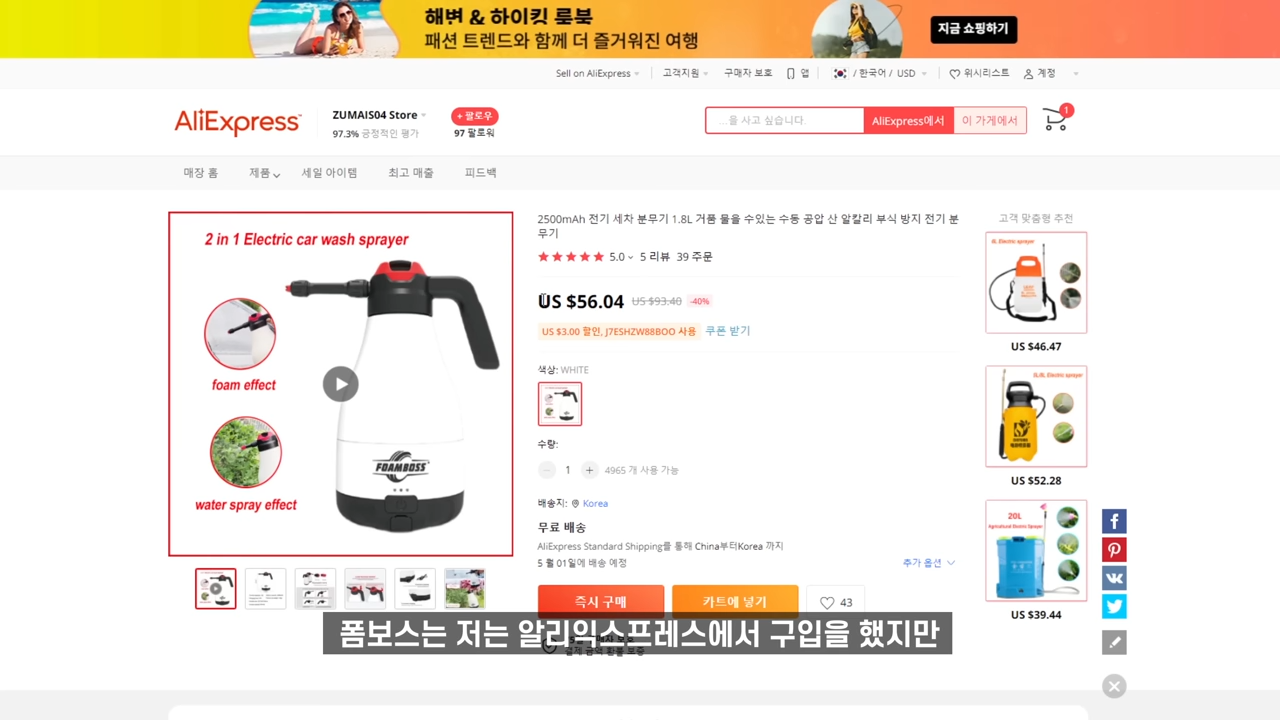 해변 & 하이킹 룩북
패션 트렌드와 함께 더 즐거워진 여행
지금 쇼핑하기
Sell on AliExpress
고객지원
구매자 보호
앱
/ 한국어 / USD
위시리스트
계정
AliExpress
ZUMAIS04 Store
97.3% 긍정적인 평가
+ 팔로우
97 팔로워
...을 사고 싶습니다.
AliExpress에서
이 가게에서
1
매장 홈
제품
세일 아이템
최고 매출
피드백
2 in 1 Electric car wash sprayer
foam effect
water spray effect
FOAMBOSS
2500mAh 전기 세차 분무기 1.8L 거품 물을 수있는 수동 공압 산 알칼리 부식 방지 전기 분
무기
5.0 5 리뷰 39 주문
US $56.04 US $93.40 -40%
US $3.00 할인, J7ESHZW88BOO 사용 쿠폰 받기
색상: WHITE
수량:
1
4965 개 사용 가능
배송지: Korea
무료 배송
AliExpress Standard Shipping를 통해 China부터Korea 까지
5 월 01일에 배송 예정
추가 옵션
즉시 구매
카트에 넣기
43
고객 맞춤형 추천
US $46.47
6L/8L Electric sprayer
US $52.28
20L
Agricultural Electric Sprayer
US $39.44
폼보스는 저는 알리익스프레스에서 구입을 했지만